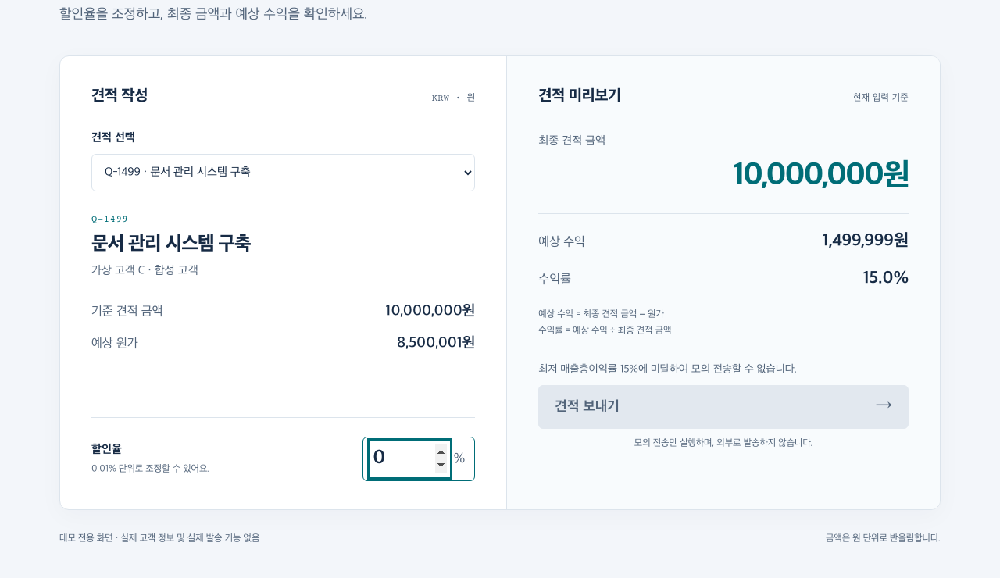 할인율을 조정하고, 최종 금액과 예상 수익을 확인하세요.
견적 작성
KRW · 원
견적 선택
Q-1499 · 문서 관리 시스템 구축
Q-1499
문서 관리 시스템 구축
가상 고객 C · 합성 고객
기준 견적 금액 10,000,000원
예상 원가 8,500,001원
할인율
0.01% 단위로 조정할 수 있어요.
0 %
견적 미리보기
현재 입력 기준
최종 견적 금액
10,000,000원
예상 수익 1,499,999원
수익률 15.0%
예상 수익 = 최종 견적 금액 − 원가
수익률 = 예상 수익 ÷ 최종 견적 금액
최저 매출총이익률 15%에 미달하여 모의 전송할 수 없습니다.
견적 보내기 →
모의 전송만 실행하며, 외부로 발송하지 않습니다.
데모 전용 화면 · 실제 고객 정보 및 실제 발송 기능 없음
금액은 원 단위로 반올림합니다.